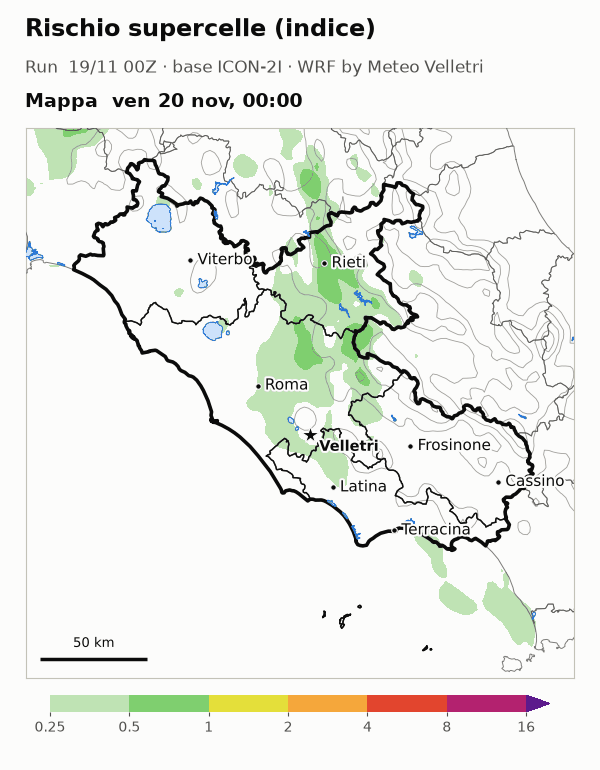 Rischio supercelle (indice)
Run  19/11 00Z · base ICON-2I · WRF by Meteo Velletri
Mappa  ven 20 nov, 00:00
Viterbo
Rieti
Roma
Velletri
Frosinone
Latina
Cassino
Terracina
50 km
0.25 0.5 1 2 4 8 16